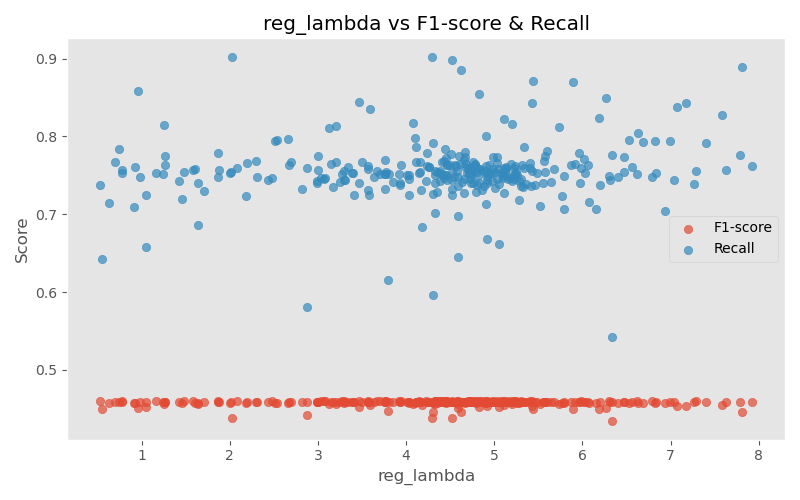 reg_lambda vs F1-score & Recall
0.9
0.8
0.7
0.6
0.5
Score
F1-score
Recall
1 2 3 4 5 6 7 8
reg_lambda